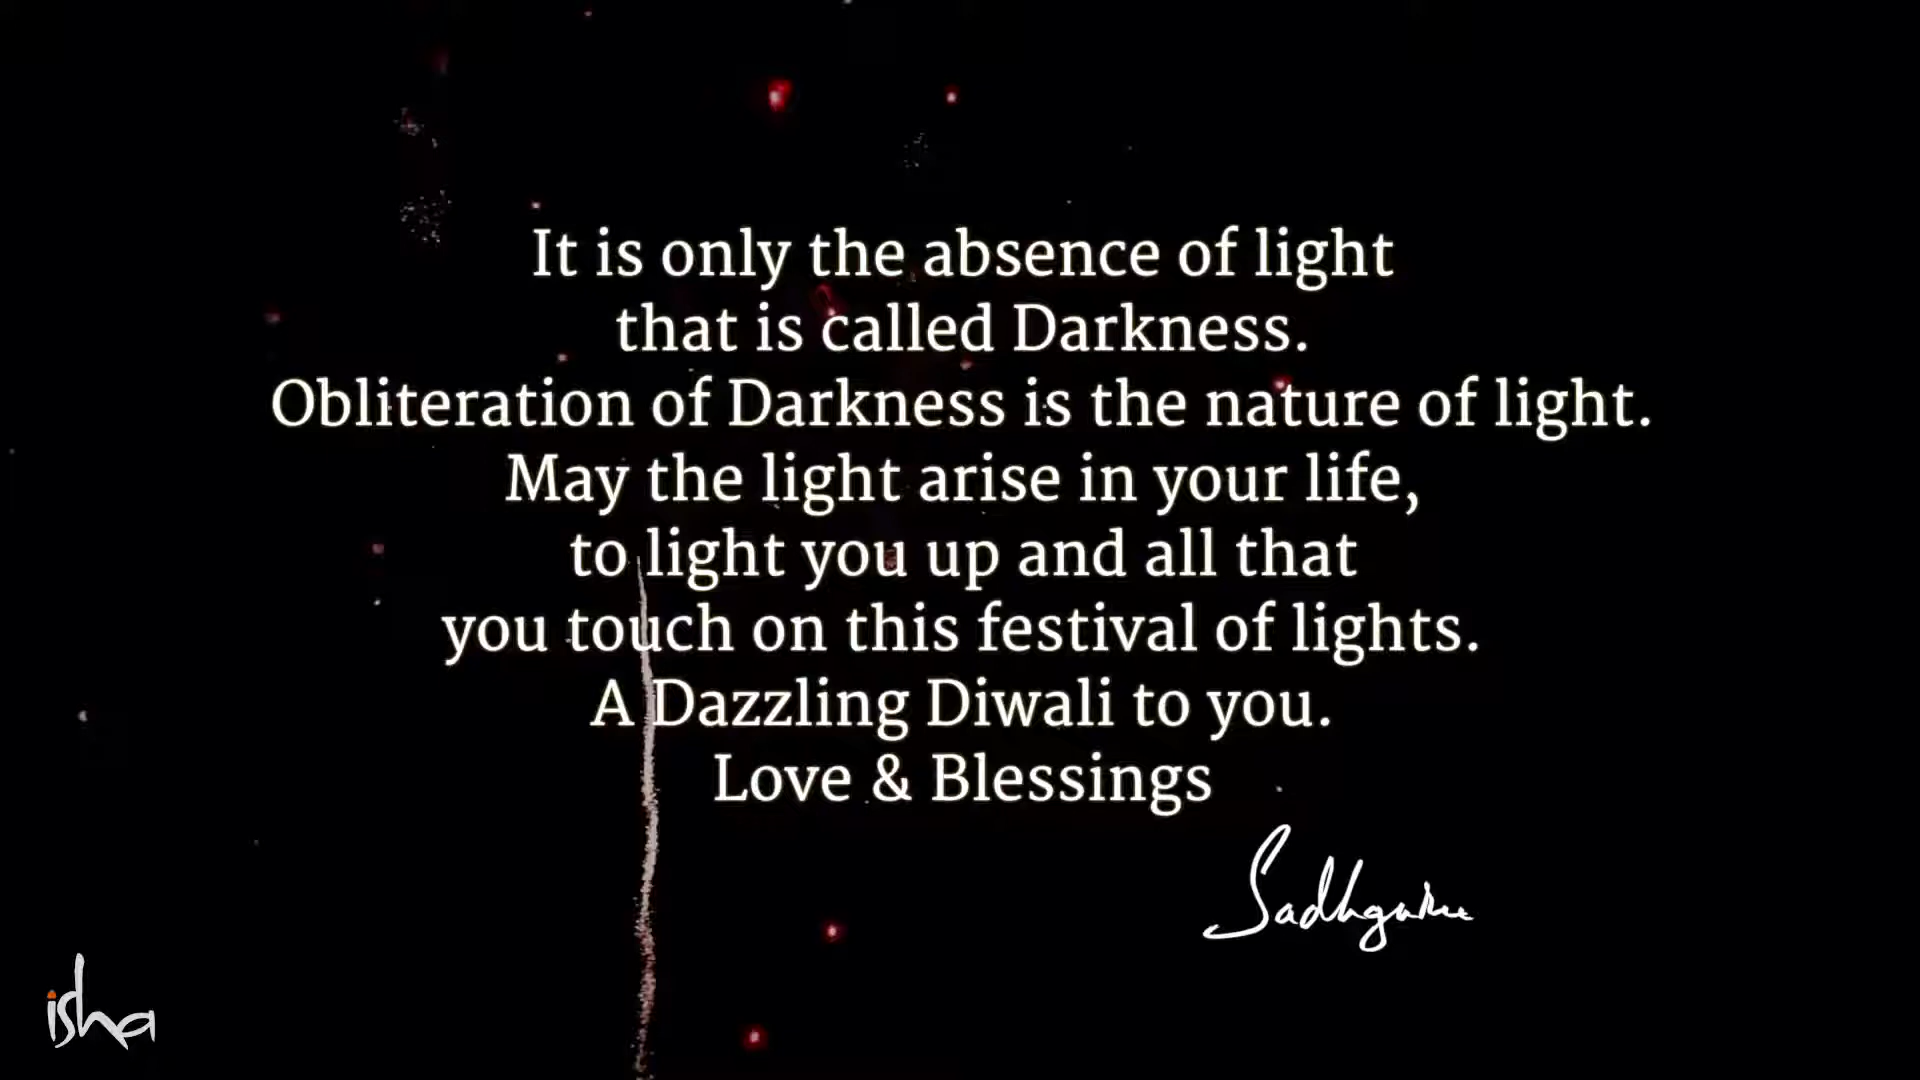 It is only the absence of light
that is called Darkness.
Obliteration of Darkness is the nature of light.
May the light arise in your life,
to light you up and all that
you touch on this festival of lights.
A Dazzling Diwali to you.
Love & Blessings
Sadhguru
isha